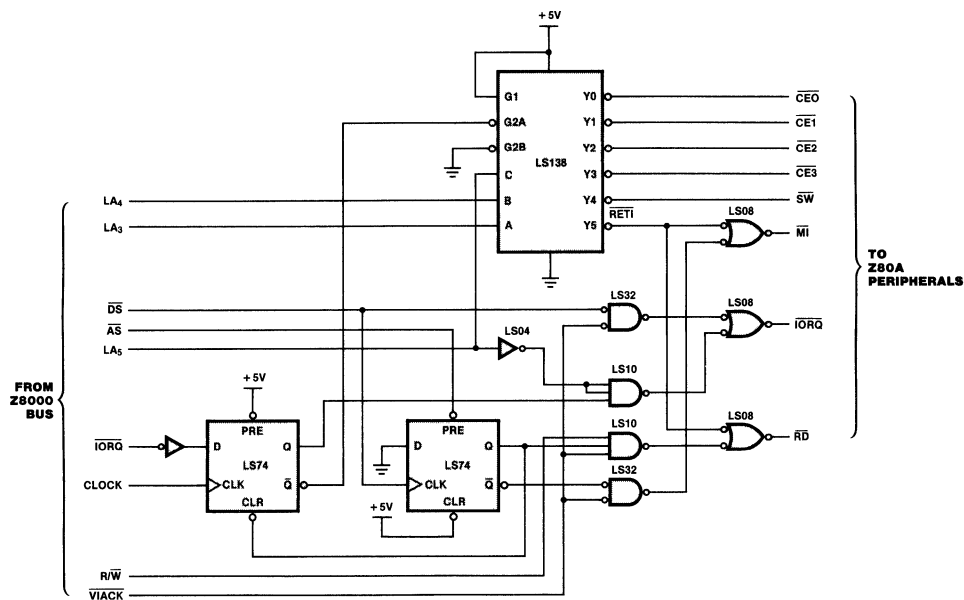 +5V
G1
G2A
G2B
C
B
A
LS138
Y0
Y1
Y2
Y3
Y4
Y5
CE0
CE1
CE2
CE3
SW
RETI
LS08
MI
TO
Z80A
PERIPHERALS
LA4
LA3
DS
AS
LA5
LS32
LS08
IORQ
LS04
LS10
FROM
Z8000
BUS
+5V
PRE
D
Q
LS74
CLK
Q
CLR
IORQ
CLOCK
PRE
D
Q
LS74
CLK
Q
CLR
+5V
LS10
LS08
RD
LS32
R/W
VIACK